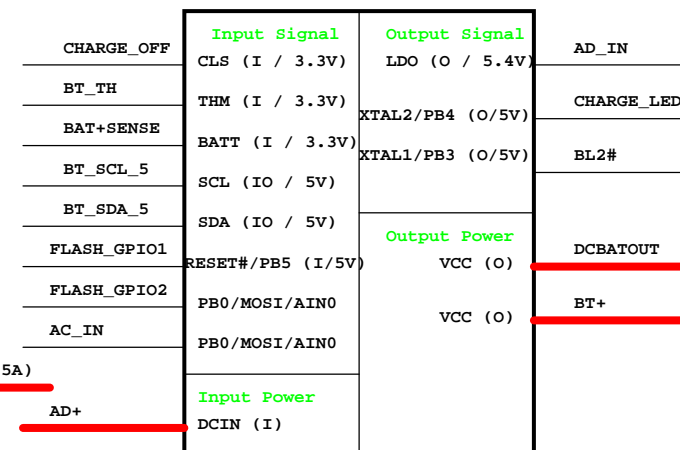 Input Signal Output Signal
CHARGE_OFF CLS (I / 3.3V) LDO (O / 5.4V) AD_IN
BT_TH THM (I / 3.3V) XTAL2/PB4 (O/5V) CHARGE_LED
BAT+SENSE BATT (I / 3.3V) XTAL1/PB3 (O/5V) BL2#
BT_SCL_5 SCL (IO / 5V)
BT_SDA_5 SDA (IO / 5V)
Output Power
FLASH_GPIO1 RESET#/PB5 (I/5V) VCC (O) DCBATOUT
FLASH_GPIO2 PB0/MOSI/AIN0 VCC (O) BT+
AC_IN PB0/MOSI/AIN0
5A)
Input Power
AD+ DCIN (I)